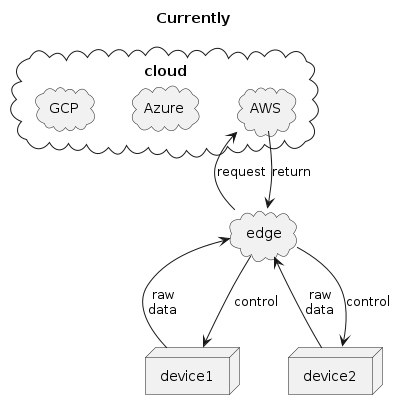 Currently
cloud
GCP
Azure
AWS
request
return
edge
raw
data
control
raw
data
control
device1
device2